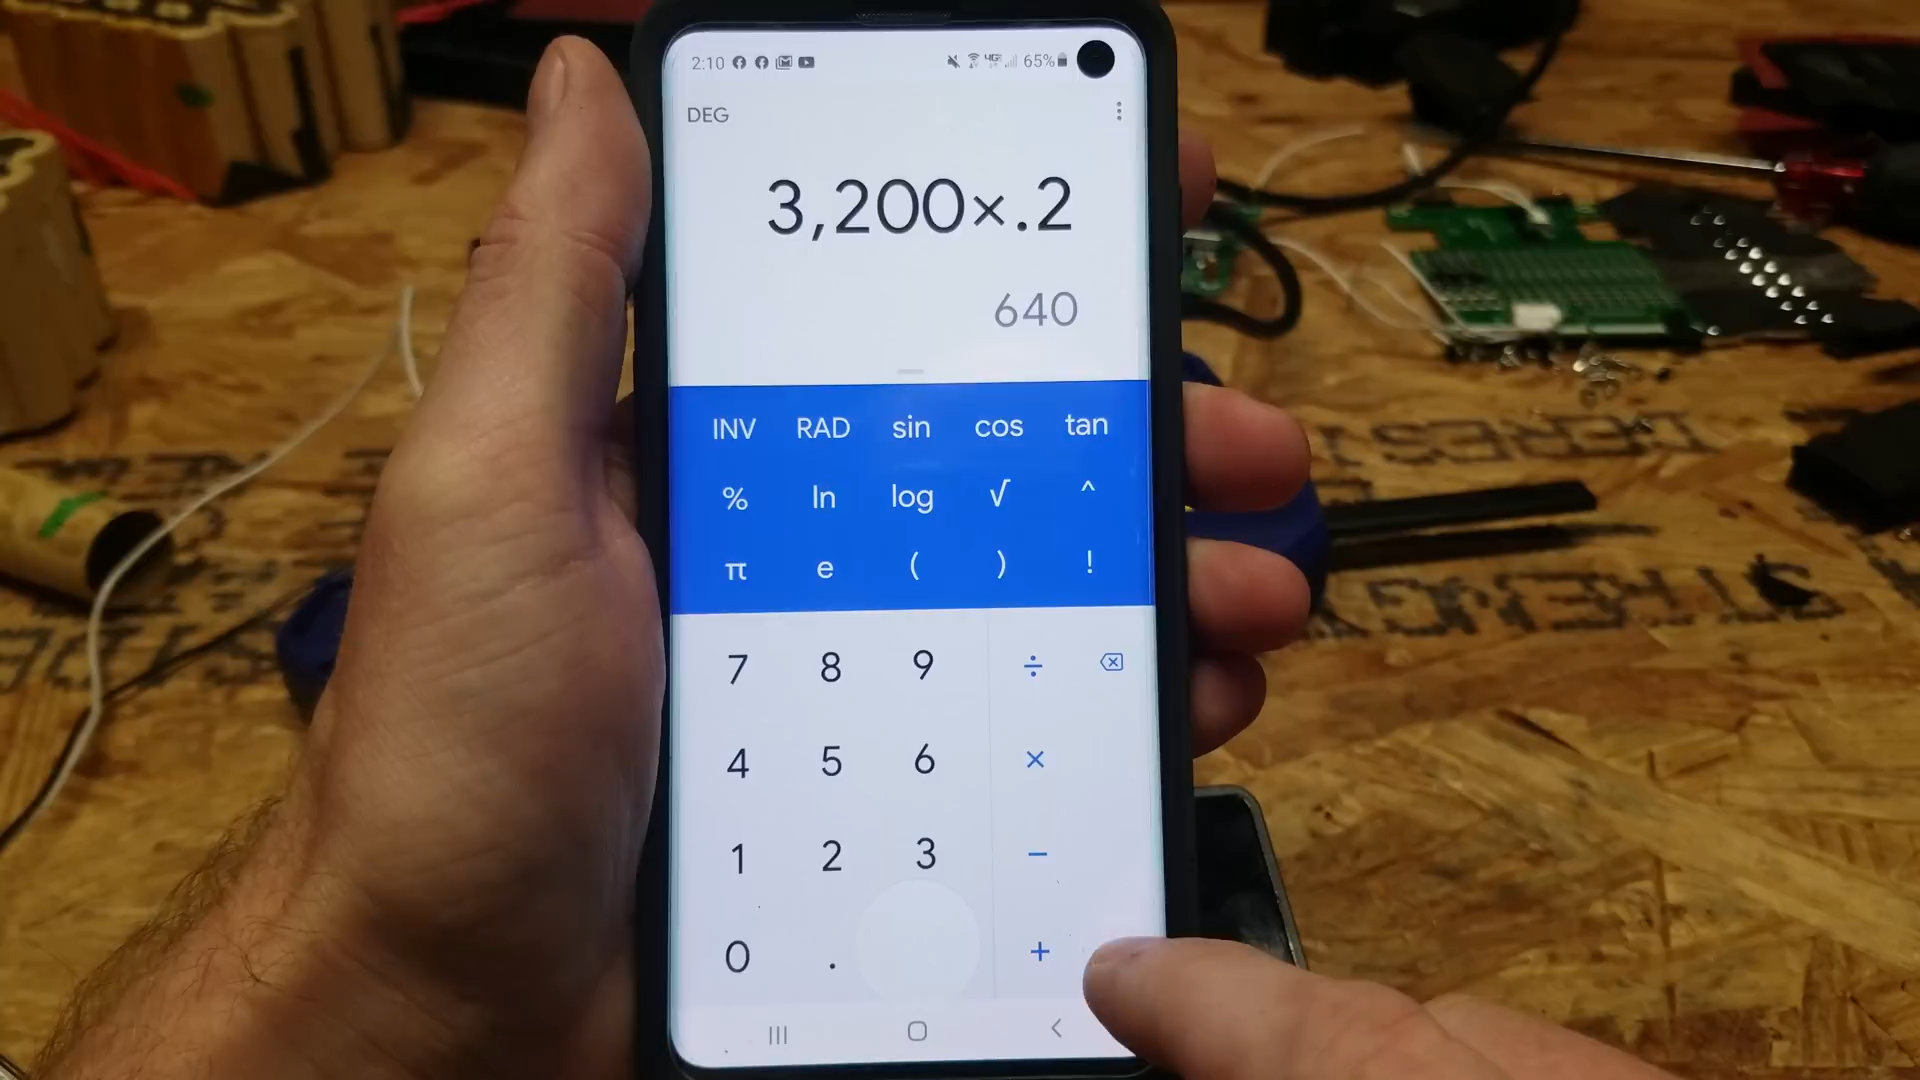 2:10 65%
DEG
3,200×.2
640
INV RAD sin cos tan
% ln log √ ^
π e ( ) !
7 8 9 ÷
4 5 6 ×
1 2 3 −
0 . +